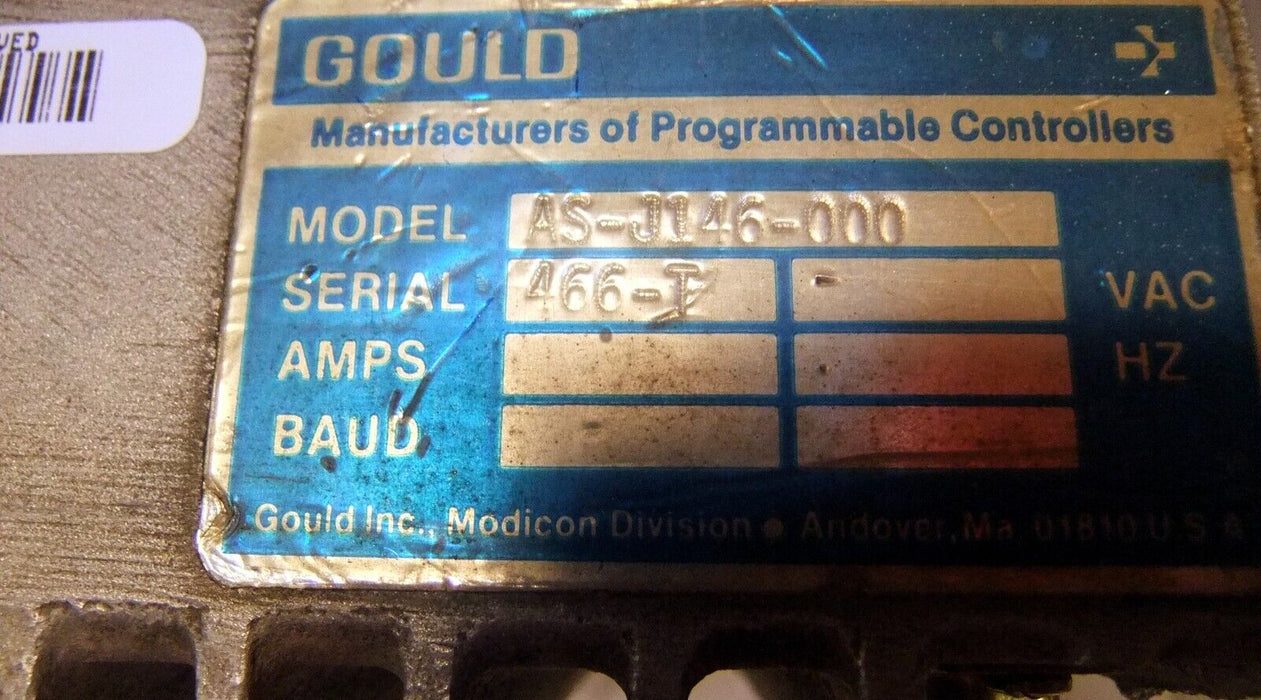 GOULD
Manufacturers of Programmable Controllers
MODEL AS-J146-000
SERIAL 466-I VAC
AMPS HZ
BAUD
Gould Inc., Modicon Division • Andover, Ma. 01810 U.S.A